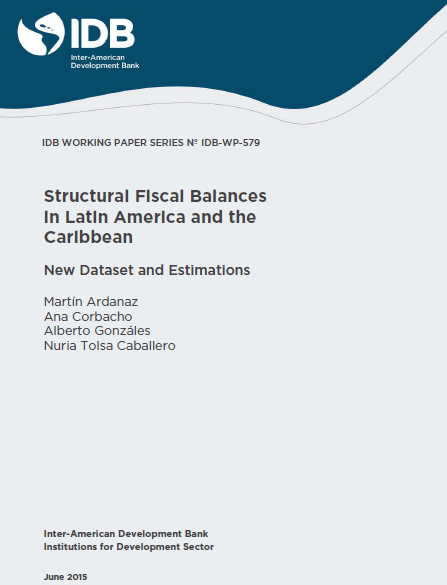 IDB
Inter-American
Development Bank
IDB WORKING PAPER SERIES Nº IDB-WP-579
Structural Fiscal Balances
in Latin America and the
Caribbean
New Dataset and Estimations
Martín Ardanaz
Ana Corbacho
Alberto Gonzáles
Nuria Tolsa Caballero
Inter-American Development Bank
Institutions for Development Sector
June 2015